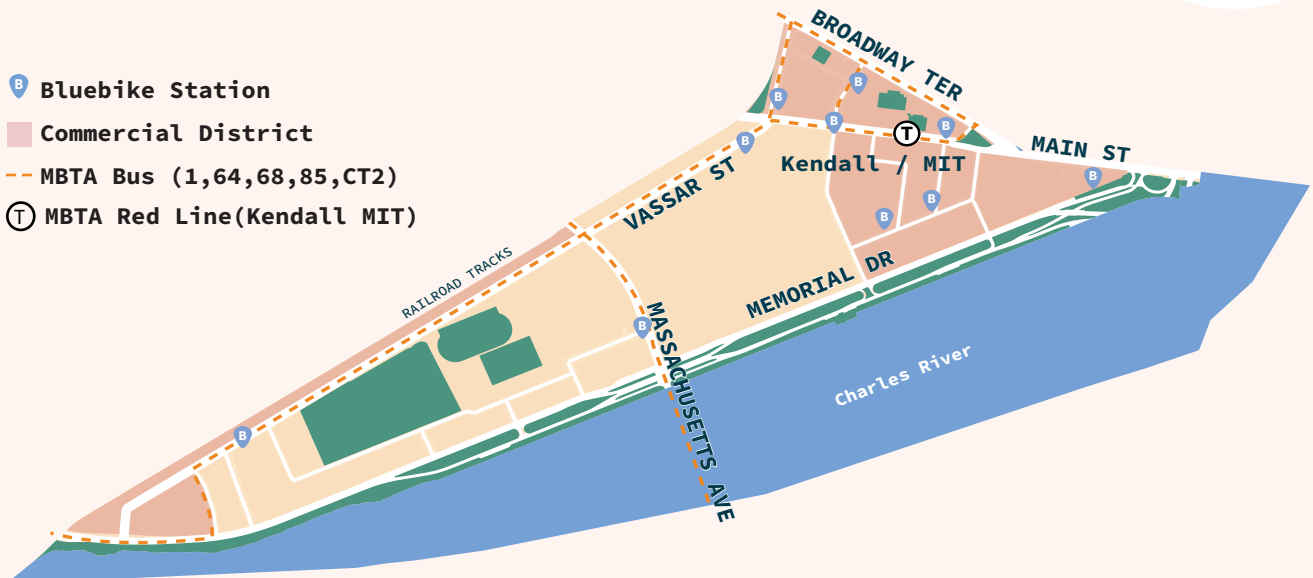 BROADWAY TER
B Bluebike Station
Commercial District
MBTA Bus (1,64,68,85,CT2)
T MBTA Red Line(Kendall MIT)
B
B
B
B
B
T
MAIN ST
Kendall / MIT
B
B
B
VASSAR ST
RAILROAD TRACKS
MEMORIAL DR
B
MASSACHUSETTS AVE
Charles River
B